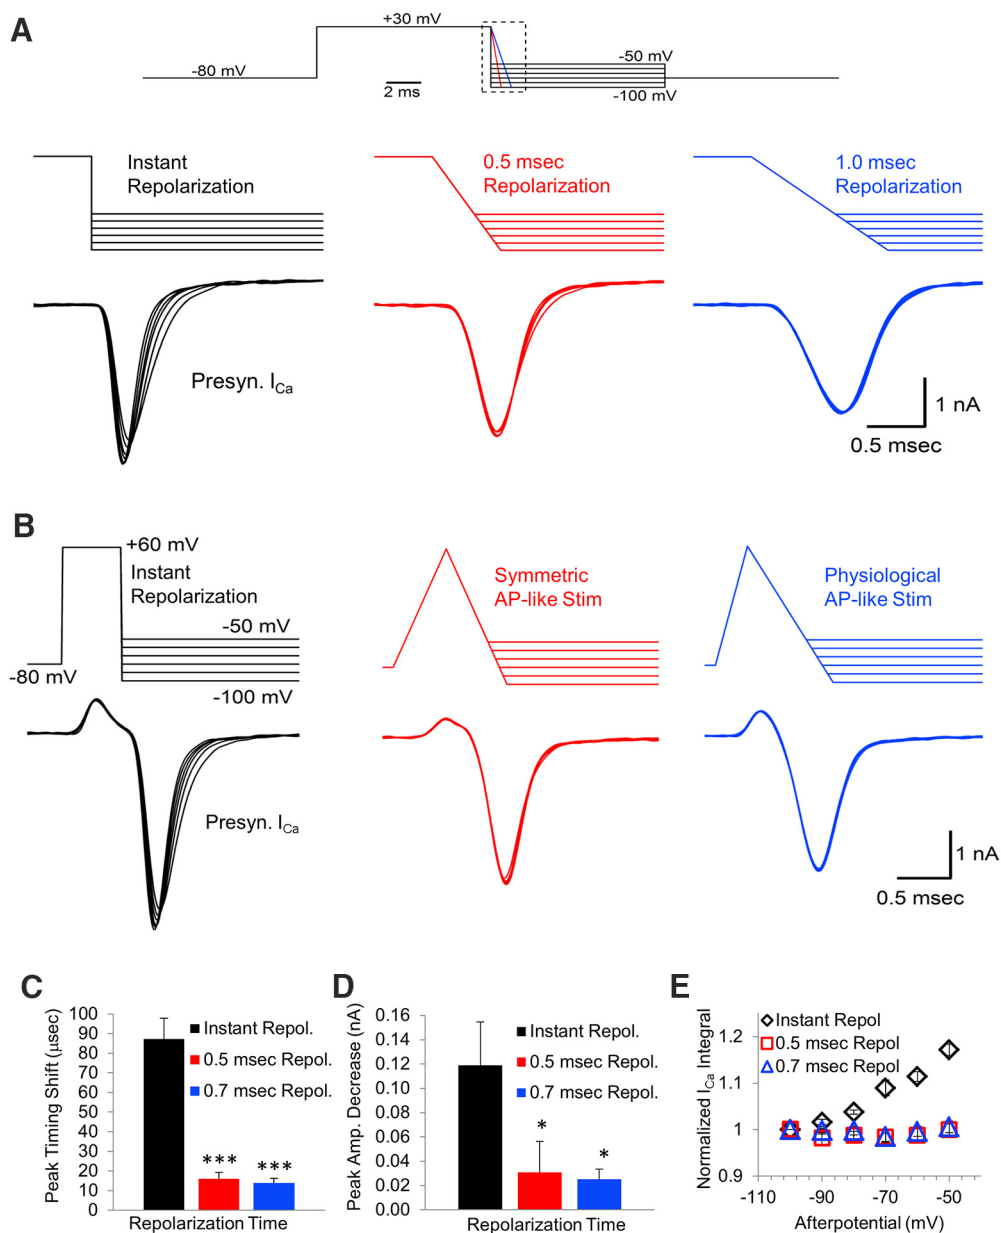 A
+30 mV
-80 mV
-50 mV
2 ms
-100 mV
Instant
Repolarization
0.5 msec
Repolarization
1.0 msec
Repolarization
Presyn. ICa
1 nA
0.5 msec
B
+60 mV
Instant
Repolarization
-50 mV
-80 mV
-100 mV
Symmetric
AP-like Stim
Physiological
AP-like Stim
Presyn. ICa
1 nA
0.5 msec
C
Peak Timing Shift (µsec)
100
90
80
70
60
50
40
30
20
10
0
Instant Repol.
0.5 msec Repol.
0.7 msec Repol.
***
***
Repolarization Time
D
Peak Amp. Decrease (nA)
0.16
0.14
0.12
0.10
0.08
0.06
0.04
0.02
0.00
Instant Repol.
0.5 msec Repol.
0.7 msec Repol.
*
*
Repolarization Time
E
Normalized ICa Integral
1.2
1.1
1
0.9
Instant Repol
0.5 msec Repol
0.7 msec Repol
-110
-90
-70
-50
Afterpotential (mV)